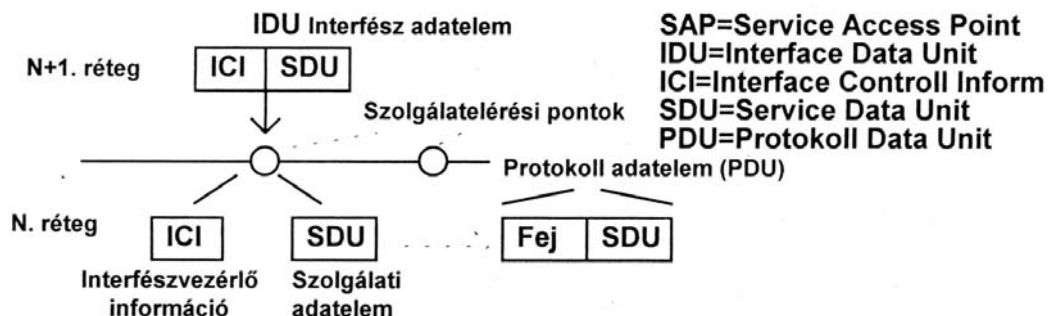 IDU Interfész adatelem
N+1. réteg
ICI SDU
Szolgálatelérési pontok
SAP=Service Access Point
IDU=Interface Data Unit
ICI=Interface Controll Inform
SDU=Service Data Unit
PDU=Protokoll Data Unit
Protokoll adatelem (PDU)
N. réteg
ICI
SDU
Fej SDU
Interfészvezérlő
információ
Szolgálati
adatelem